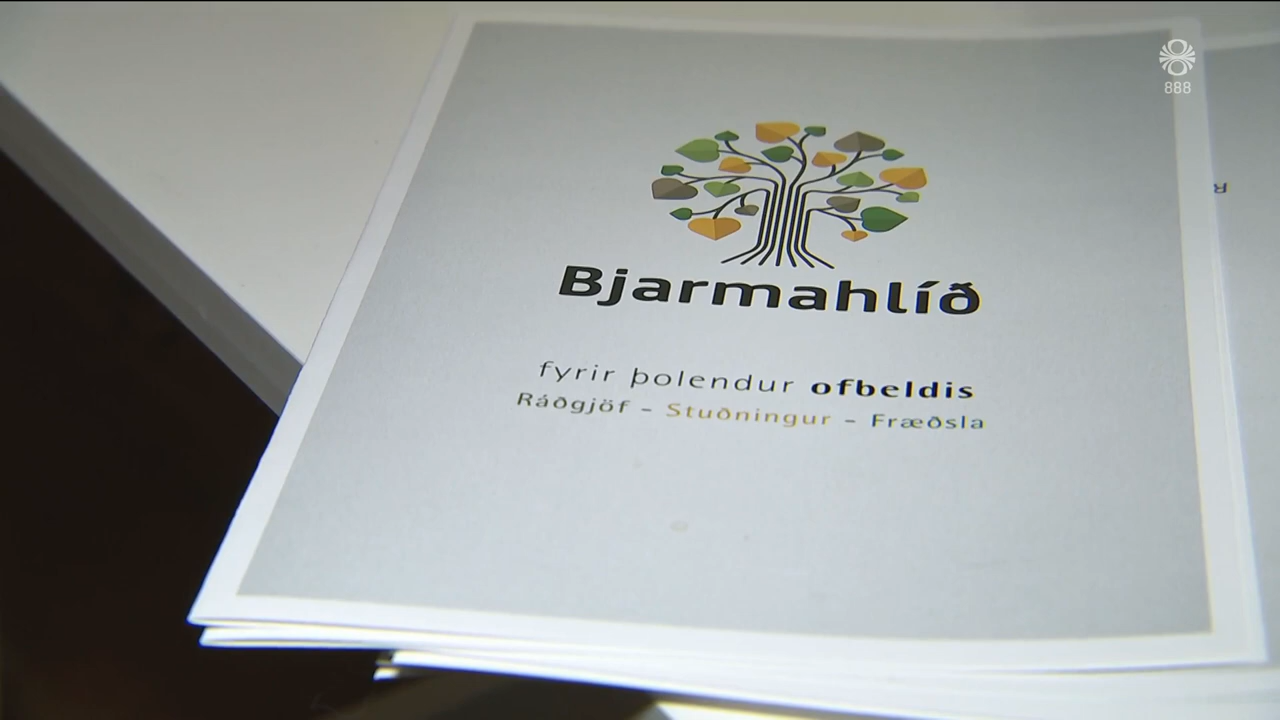 888
Bjarmahlíð
fyrir þolendur ofbeldis
Ráðgjöf – Stuðningur – Fræðsla